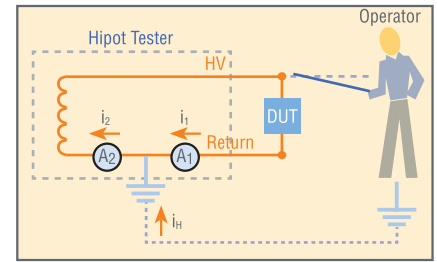 Operator
Hipot Tester
HV
i2
i1
DUT
A2
A1
Return
iH